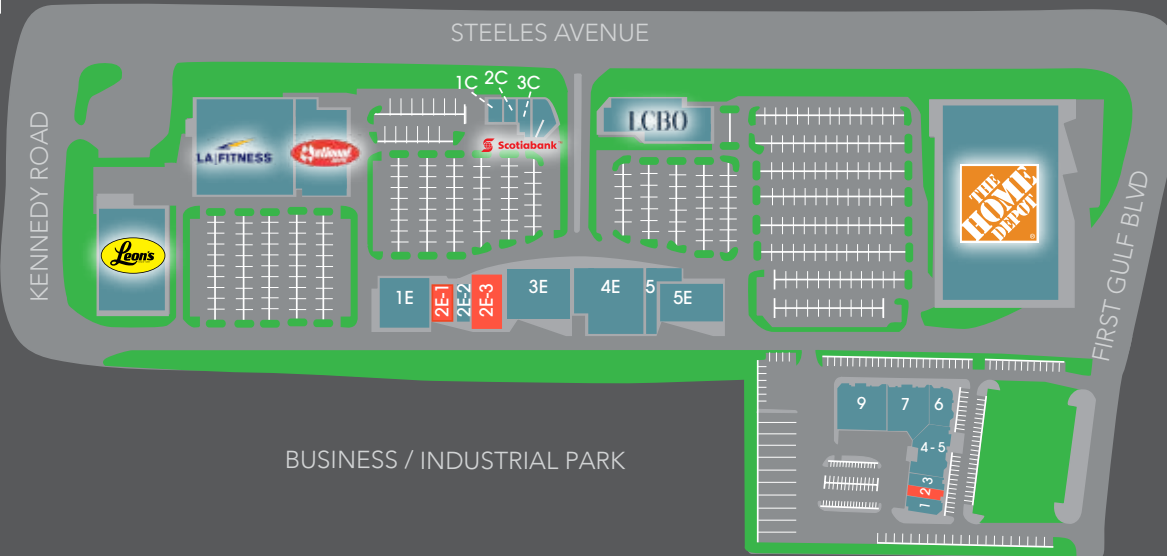 STEELES AVENUE
KENNEDY ROAD
FIRST GULF BLVD
1C
2C
3C
LA FITNESS
National
Scotiabank
LCBO
THE
HOME
DEPOT
Leon's
1E
2E-1
2E-2
2E-3
3E
4E
5
5E
9
7
6
4-5
3
2
1
BUSINESS / INDUSTRIAL PARK